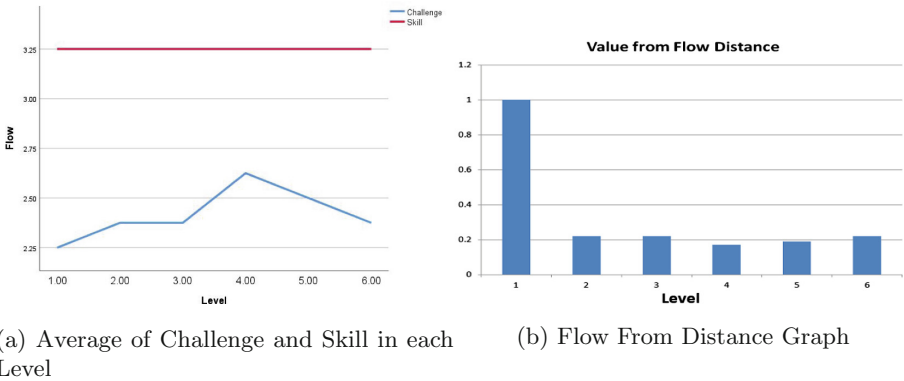 Challenge
Skill
3.25
3.00
2.75
2.50
2.25
Flow
1.00 2.00 3.00 4.00 5.00 6.00
Level
(a) Average of Challenge and Skill in each
Level
Value from Flow Distance
1.2
1
0.8
0.6
0.4
0.2
0
1 2 3 4 5 6
Level
(b) Flow From Distance Graph